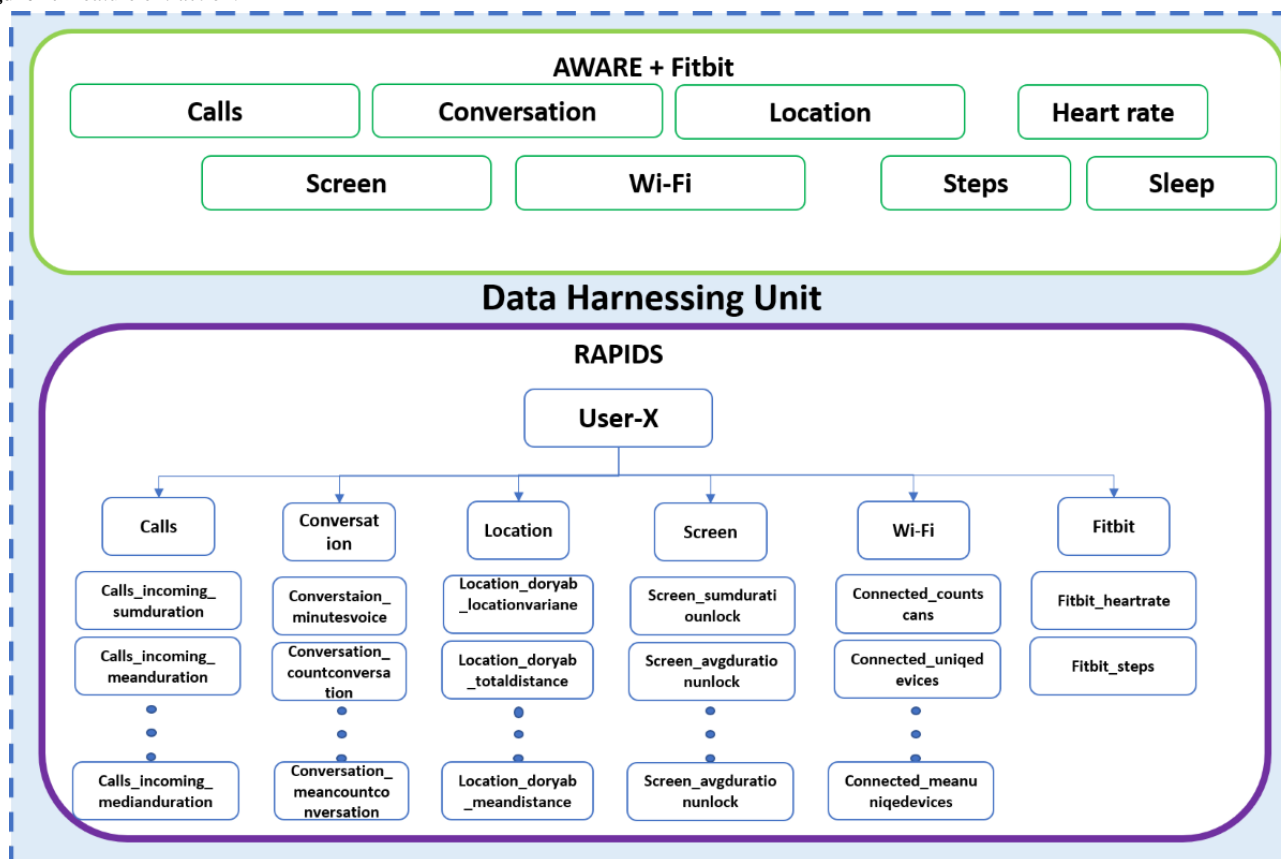 AWARE + Fitbit
Calls
Conversation
Location
Heart rate
Screen
Wi-Fi
Steps
Sleep
Data Harnessing Unit
RAPIDS
User-X
Calls
Conversat
ion
Location
Screen
Wi-Fi
Fitbit
Calls_incoming_
sumduration
Converstaion_
minutesvoice
Location_doryab
_locationvariane
Screen_sumdurati
ounlock
Connected_counts
cans
Fitbit_heartrate
Calls_incoming_
meanduration
Conversation_
countconversa
tion
Location_doryab
_totaldistance
Screen_avgduratio
nunlock
Connected_uniqed
evices
Fitbit_steps
Calls_incoming_
medianduration
Conversation_
meancountco
nversation
Location_doryab
_meandistance
Screen_avgduratio
nunlock
Connected_meanu
niqedevices